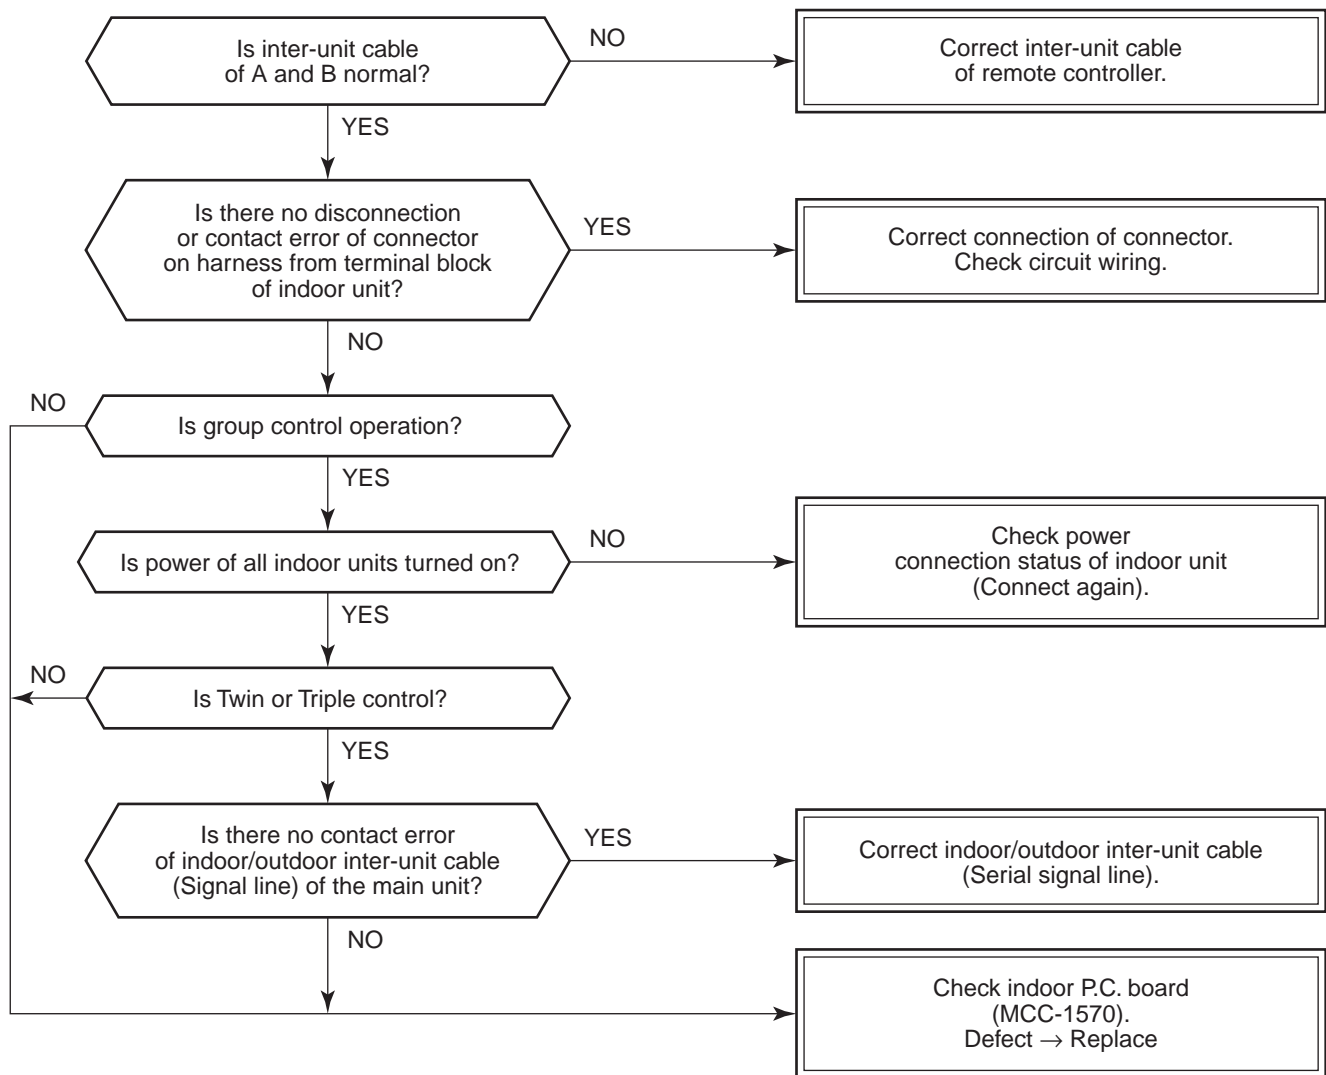 Is inter-unit cable
of A and B normal?
NO
Correct inter-unit cable
of remote controller.
YES
Is there no disconnection
or contact error of connector
on harness from terminal block
of indoor unit?
YES
Correct connection of connector.
Check circuit wiring.
NO
NO
Is group control operation?
YES
Is power of all indoor units turned on?
NO
Check power
connection status of indoor unit
(Connect again).
YES
NO
Is Twin or Triple control?
YES
Is there no contact error
of indoor/outdoor inter-unit cable
(Signal line) of the main unit?
YES
Correct indoor/outdoor inter-unit cable
(Serial signal line).
NO
Check indoor P.C. board
(MCC-1570).
Defect → Replace